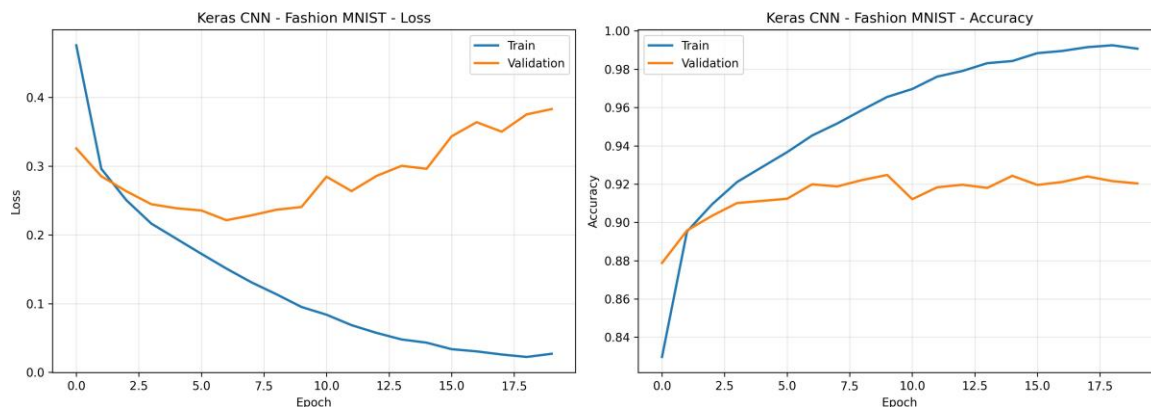 Keras CNN - Fashion MNIST - Loss
Train
Validation
Loss
0.4
0.3
0.2
0.1
0.0
0.0 2.5 5.0 7.5 10.0 12.5 15.0 17.5
Epoch
Keras CNN - Fashion MNIST - Accuracy
Train
Validation
Accuracy
1.00
0.98
0.96
0.94
0.92
0.90
0.88
0.86
0.84
0.0 2.5 5.0 7.5 10.0 12.5 15.0 17.5
Epoch